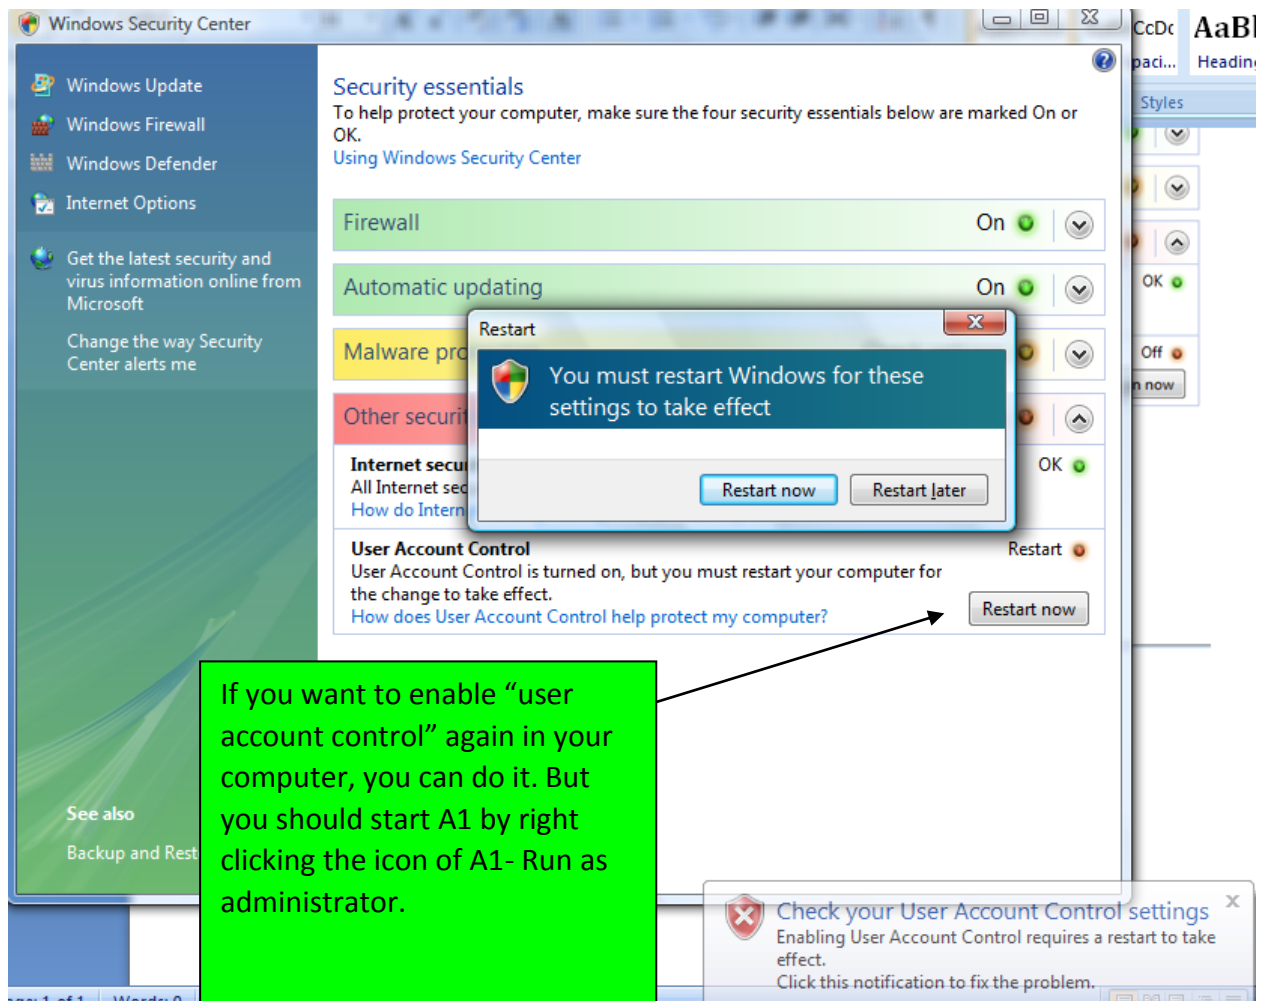 Windows Security Center
CcDc AaBl
paci... Heading
Styles
Windows Update
Windows Firewall
Windows Defender
Internet Options
Get the latest security and
virus information online from
Microsoft
Change the way Security
Center alerts me
See also
Backup and Rest
Security essentials
To help protect your computer, make sure the four security essentials below are marked On or
OK.
Using Windows Security Center
Firewall On
Automatic updating On
Malware pro
Other securit
Internet secu OK
All Internet sec
How do Intern
User Account Control Restart
User Account Control is turned on, but you must restart your computer for
the change to take effect.
How does User Account Control help protect my computer?
Restart now
Restart
You must restart Windows for these
settings to take effect
Restart now Restart later
OK
Off
n now
If you want to enable “user
account control” again in your
computer, you can do it. But
you should start A1 by right
clicking the icon of A1- Run as
administrator.
Check your User Account Control settings
Enabling User Account Control requires a restart to take
effect.
Click this notification to fix the problem.